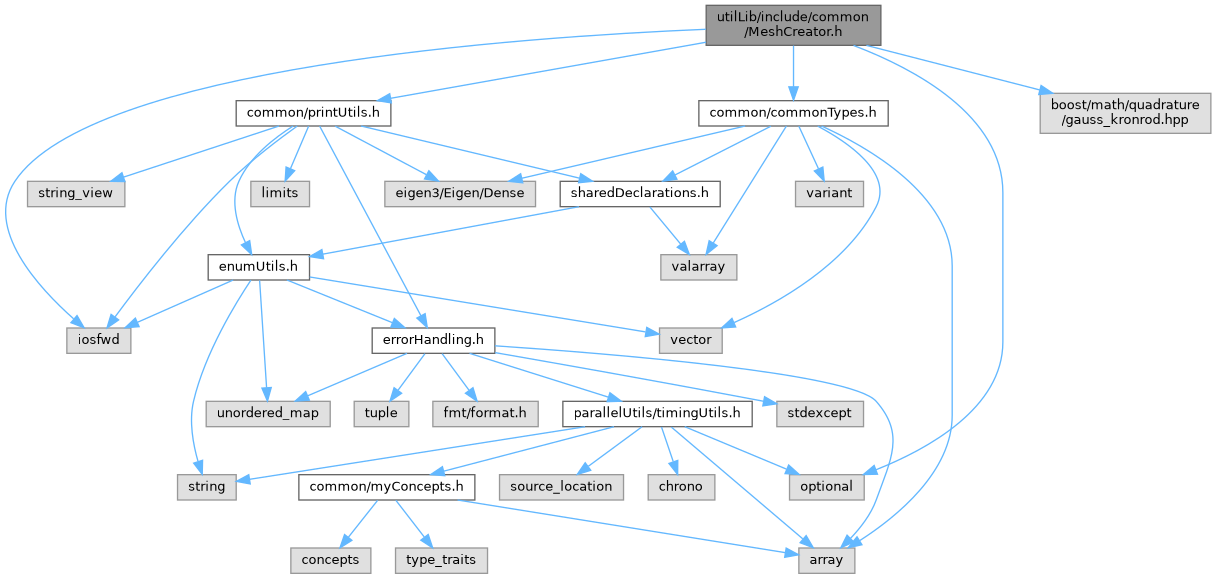 utilLib/include/common
/MeshCreator.h
common/printUtils.h
common/commonTypes.h
boost/math/quadrature
/gauss_kronrod.hpp
string_view
limits
eigen3/Eigen/Dense
sharedDeclarations.h
variant
enumUtils.h
valarray
iosfwd
errorHandling.h
vector
unordered_map
tuple
fmt/format.h
parallelUtils/timingUtils.h
stdexcept
string
common/myConcepts.h
source_location
chrono
optional
concepts
type_traits
array